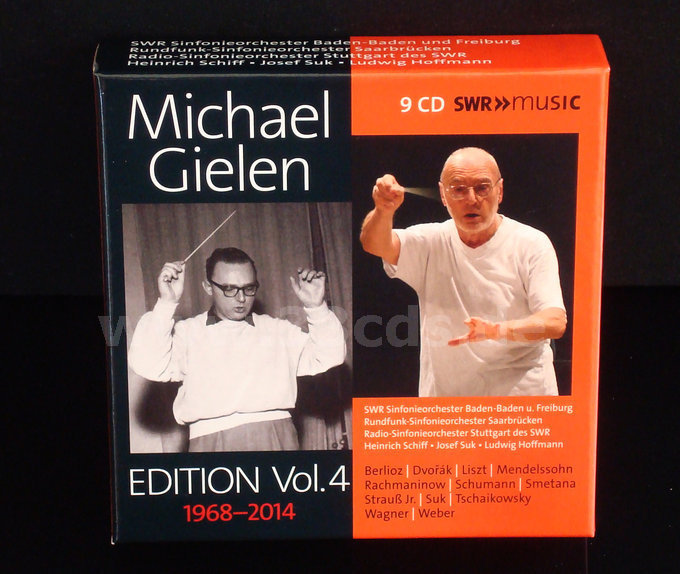 SWR Sinfonieorchester Baden-Baden und Freiburg
Rundfunk-Sinfonieorchester Saarbrücken
Radio-Sinfonieorchester Stuttgart des SWR
Heinrich Schiff • Josef Suk • Ludwig Hoffmann
Michael
Gielen
9 CD SWR»music
SWR Sinfonieorchester Baden-Baden u. Freiburg
Rundfunk-Sinfonieorchester Saarbrücken
Radio-Sinfonieorchester Stuttgart des SWR
Heinrich Schiff • Josef Suk • Ludwig Hoffmann
EDITION Vol.4
1968–2014
Berlioz | Dvořák | Liszt | Mendelssohn
Rachmaninow | Schumann | Smetana
Strauß Jr. | Suk | Tschaikowsky
Wagner | Weber